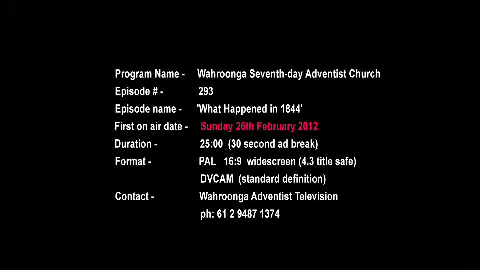 Program Name - Wahroonga Seventh-day Adventist Church
Episode # - 293
Episode name - 'What Happened in 1844'
First on air date - Sunday 26th February 2012
Duration - 25:00 (30 second ad break)
Format - PAL 16:9 widescreen (4.3 title safe)
DVCAM (standard definition)
Contact - Wahroonga Adventist Television
ph: 61 2 9487 1374